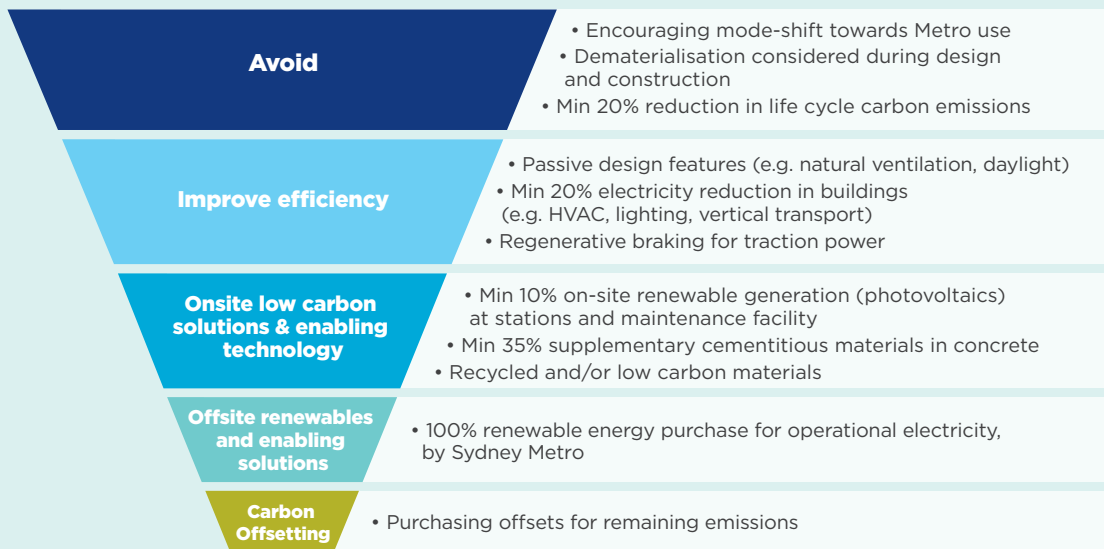 Avoid
• Encouraging mode-shift towards Metro use
• Dematerialisation considered during design
and construction
• Min 20% reduction in life cycle carbon emissions
Improve efficiency
• Passive design features (e.g. natural ventilation, daylight)
• Min 20% electricity reduction in buildings
(e.g. HVAC, lighting, vertical transport)
• Regenerative braking for traction power
Onsite low carbon
solutions & enabling
technology
• Min 10% on-site renewable generation (photovoltaics)
at stations and maintenance facility
• Min 35% supplementary cementitious materials in concrete
• Recycled and/or low carbon materials
Offsite renewables
and enabling
solutions
• 100% renewable energy purchase for operational electricity,
by Sydney Metro
Carbon
Offsetting
• Purchasing offsets for remaining emissions